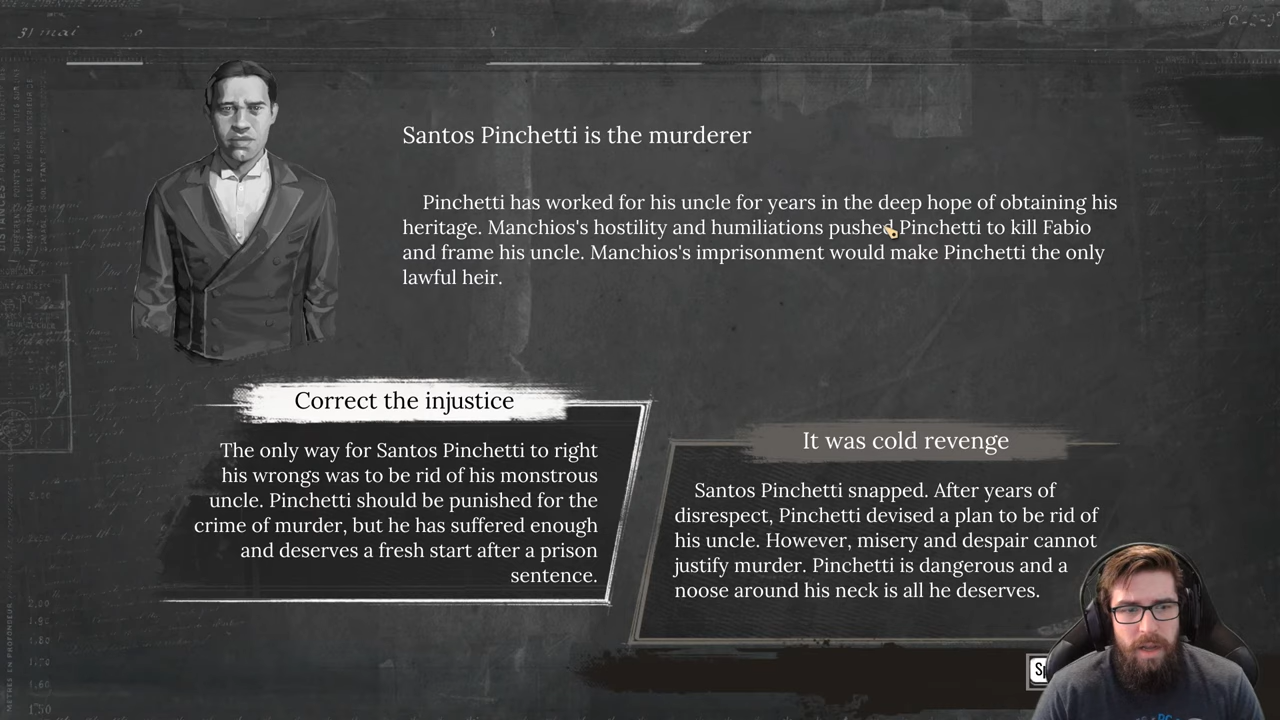 31 mai
Santos Pinchetti is the murderer
Pinchetti has worked for his uncle for years in the deep hope of obtaining his
heritage. Manchios's hostility and humiliations pushed Pinchetti to kill Fabio
and frame his uncle. Manchios's imprisonment would make Pinchetti the only
lawful heir.
Correct the injustice
The only way for Santos Pinchetti to right
his wrongs was to be rid of his monstrous
uncle. Pinchetti should be punished for the
crime of murder, but he has suffered enough
and deserves a fresh start after a prison
sentence.
It was cold revenge
Santos Pinchetti snapped. After years of
disrespect, Pinchetti devised a plan to be rid of
his uncle. However, misery and despair cannot
justify murder. Pinchetti is dangerous and a
noose around his neck is all he deserves.